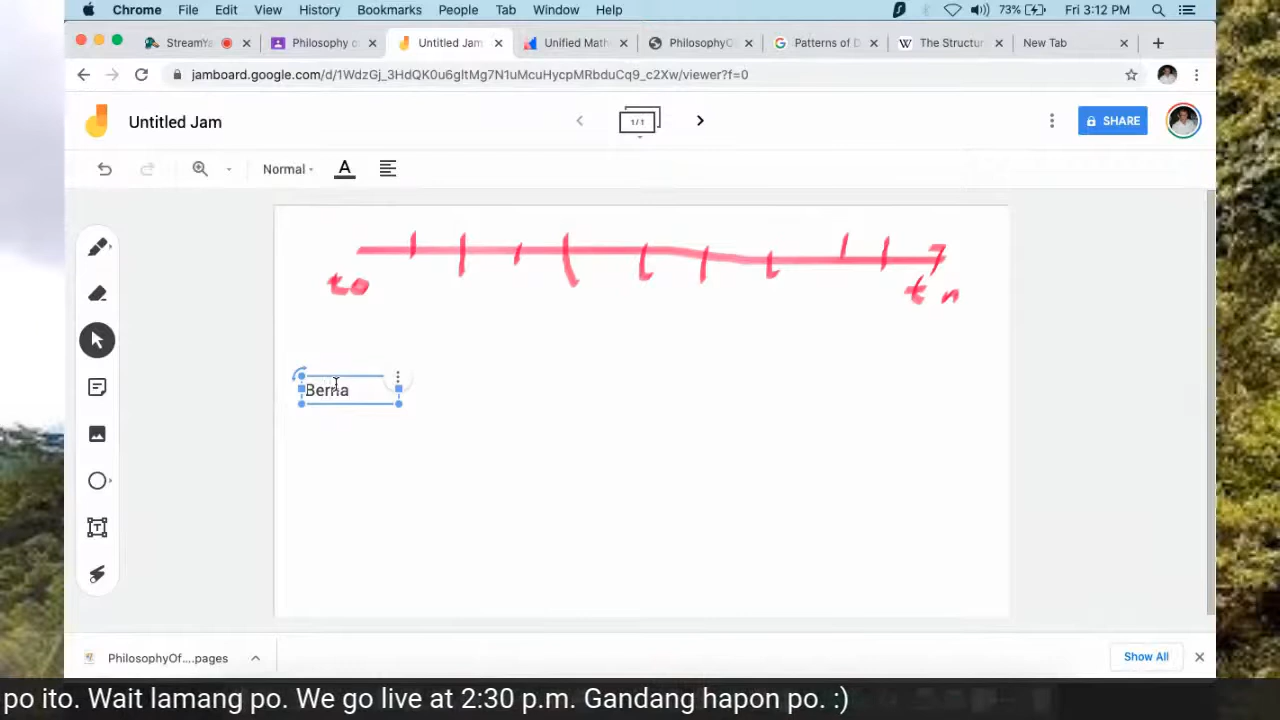 Chrome File Edit View History Bookmarks People Tab Window Help 73% Fri 3:12 PM
StreamYa Philosophy o Untitled Jam Unified Math PhilosophyO Patterns of D The Structur New Tab
jamboard.google.com/d/1WdzGj_3HdQK0u6gltMg7N1uMcuHycpMRbduCq9_c2Xw/viewer?f=0
Untitled Jam 1 / 1 SHARE
Normal A
to tn
Berna
PhilosophyOf....pages Show All
po ito. Wait lamang po. We go live at 2:30 p.m. Gandang hapon po. :)